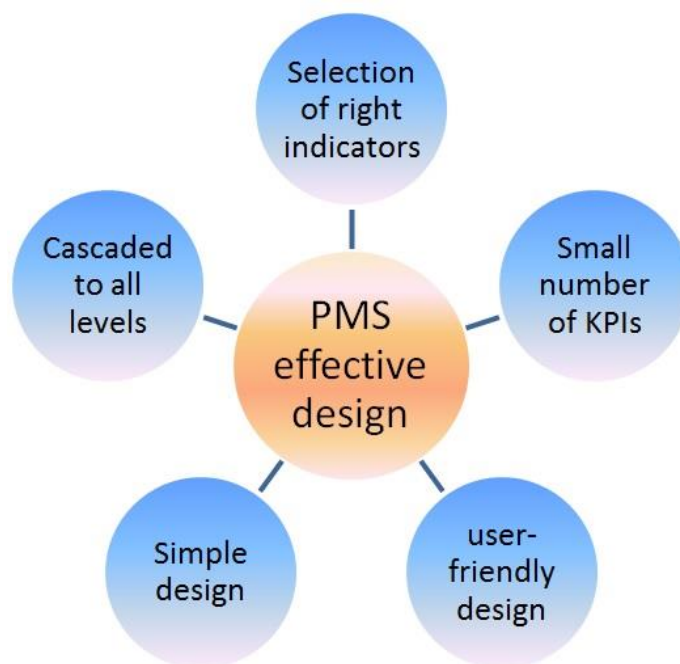 Selection
of right
indicators
Cascaded
to all
levels
Small
number
of KPIs
PMS
effective
design
Simple
design
user-
friendly
design